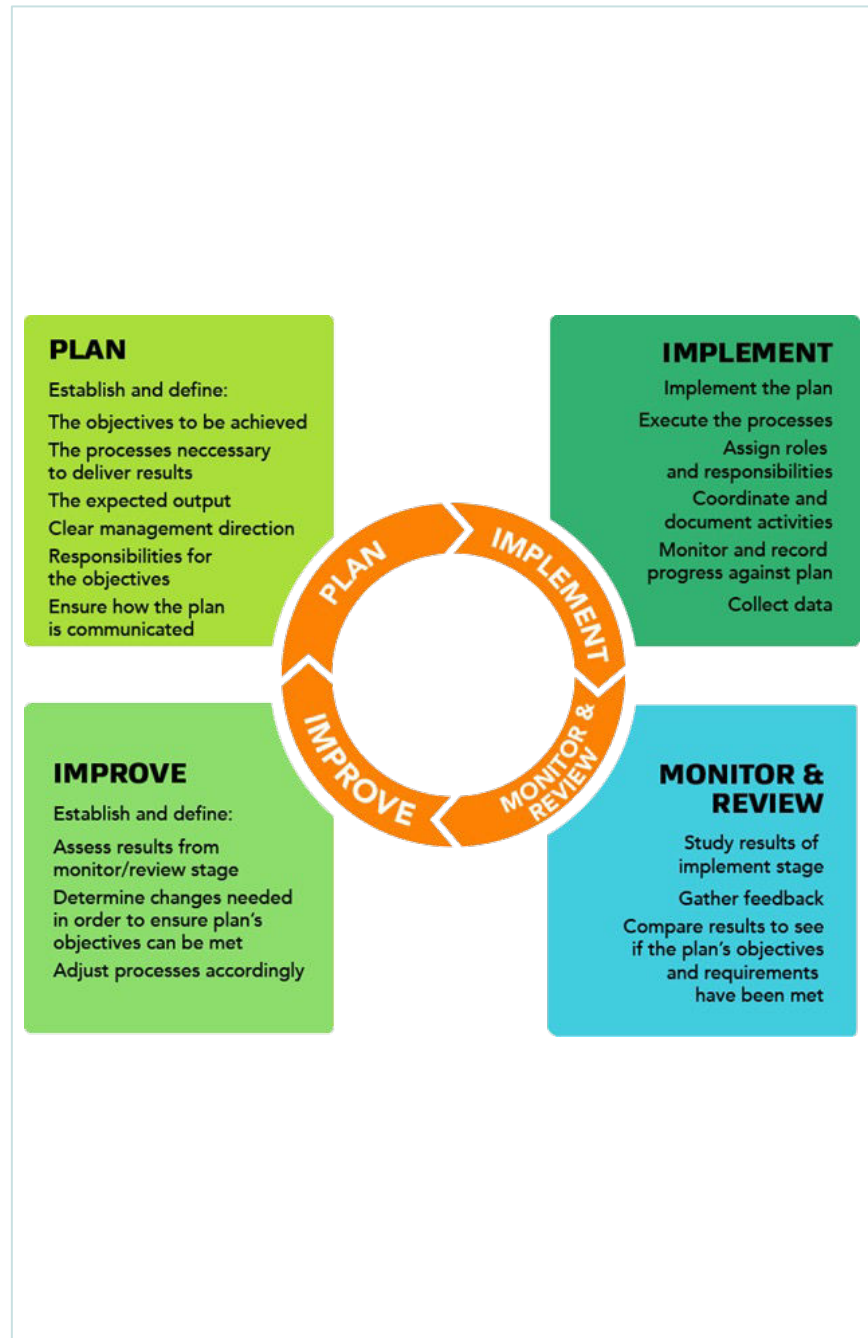 PLAN
Establish and define:
The objectives to be achieved
The processes neccessary
to deliver results
The expected output
Clear management direction
Responsibilities for
the objectives
Ensure how the plan
is communicated
IMPLEMENT
Implement the plan
Execute the processes
Assign roles
and responsibilities
Coordinate and
document activities
Monitor and record
progress against plan
Collect data
PLAN
IMPLEMENT
MONITOR &
REVIEW
IMPROVE
IMPROVE
Establish and define:
Assess results from
monitor/review stage
Determine changes needed
in order to ensure plan's
objectives can be met
Adjust processes accordingly
MONITOR &
REVIEW
Study results of
implement stage
Gather feedback
Compare results to see
if the plan's objectives
and requirements
have been met